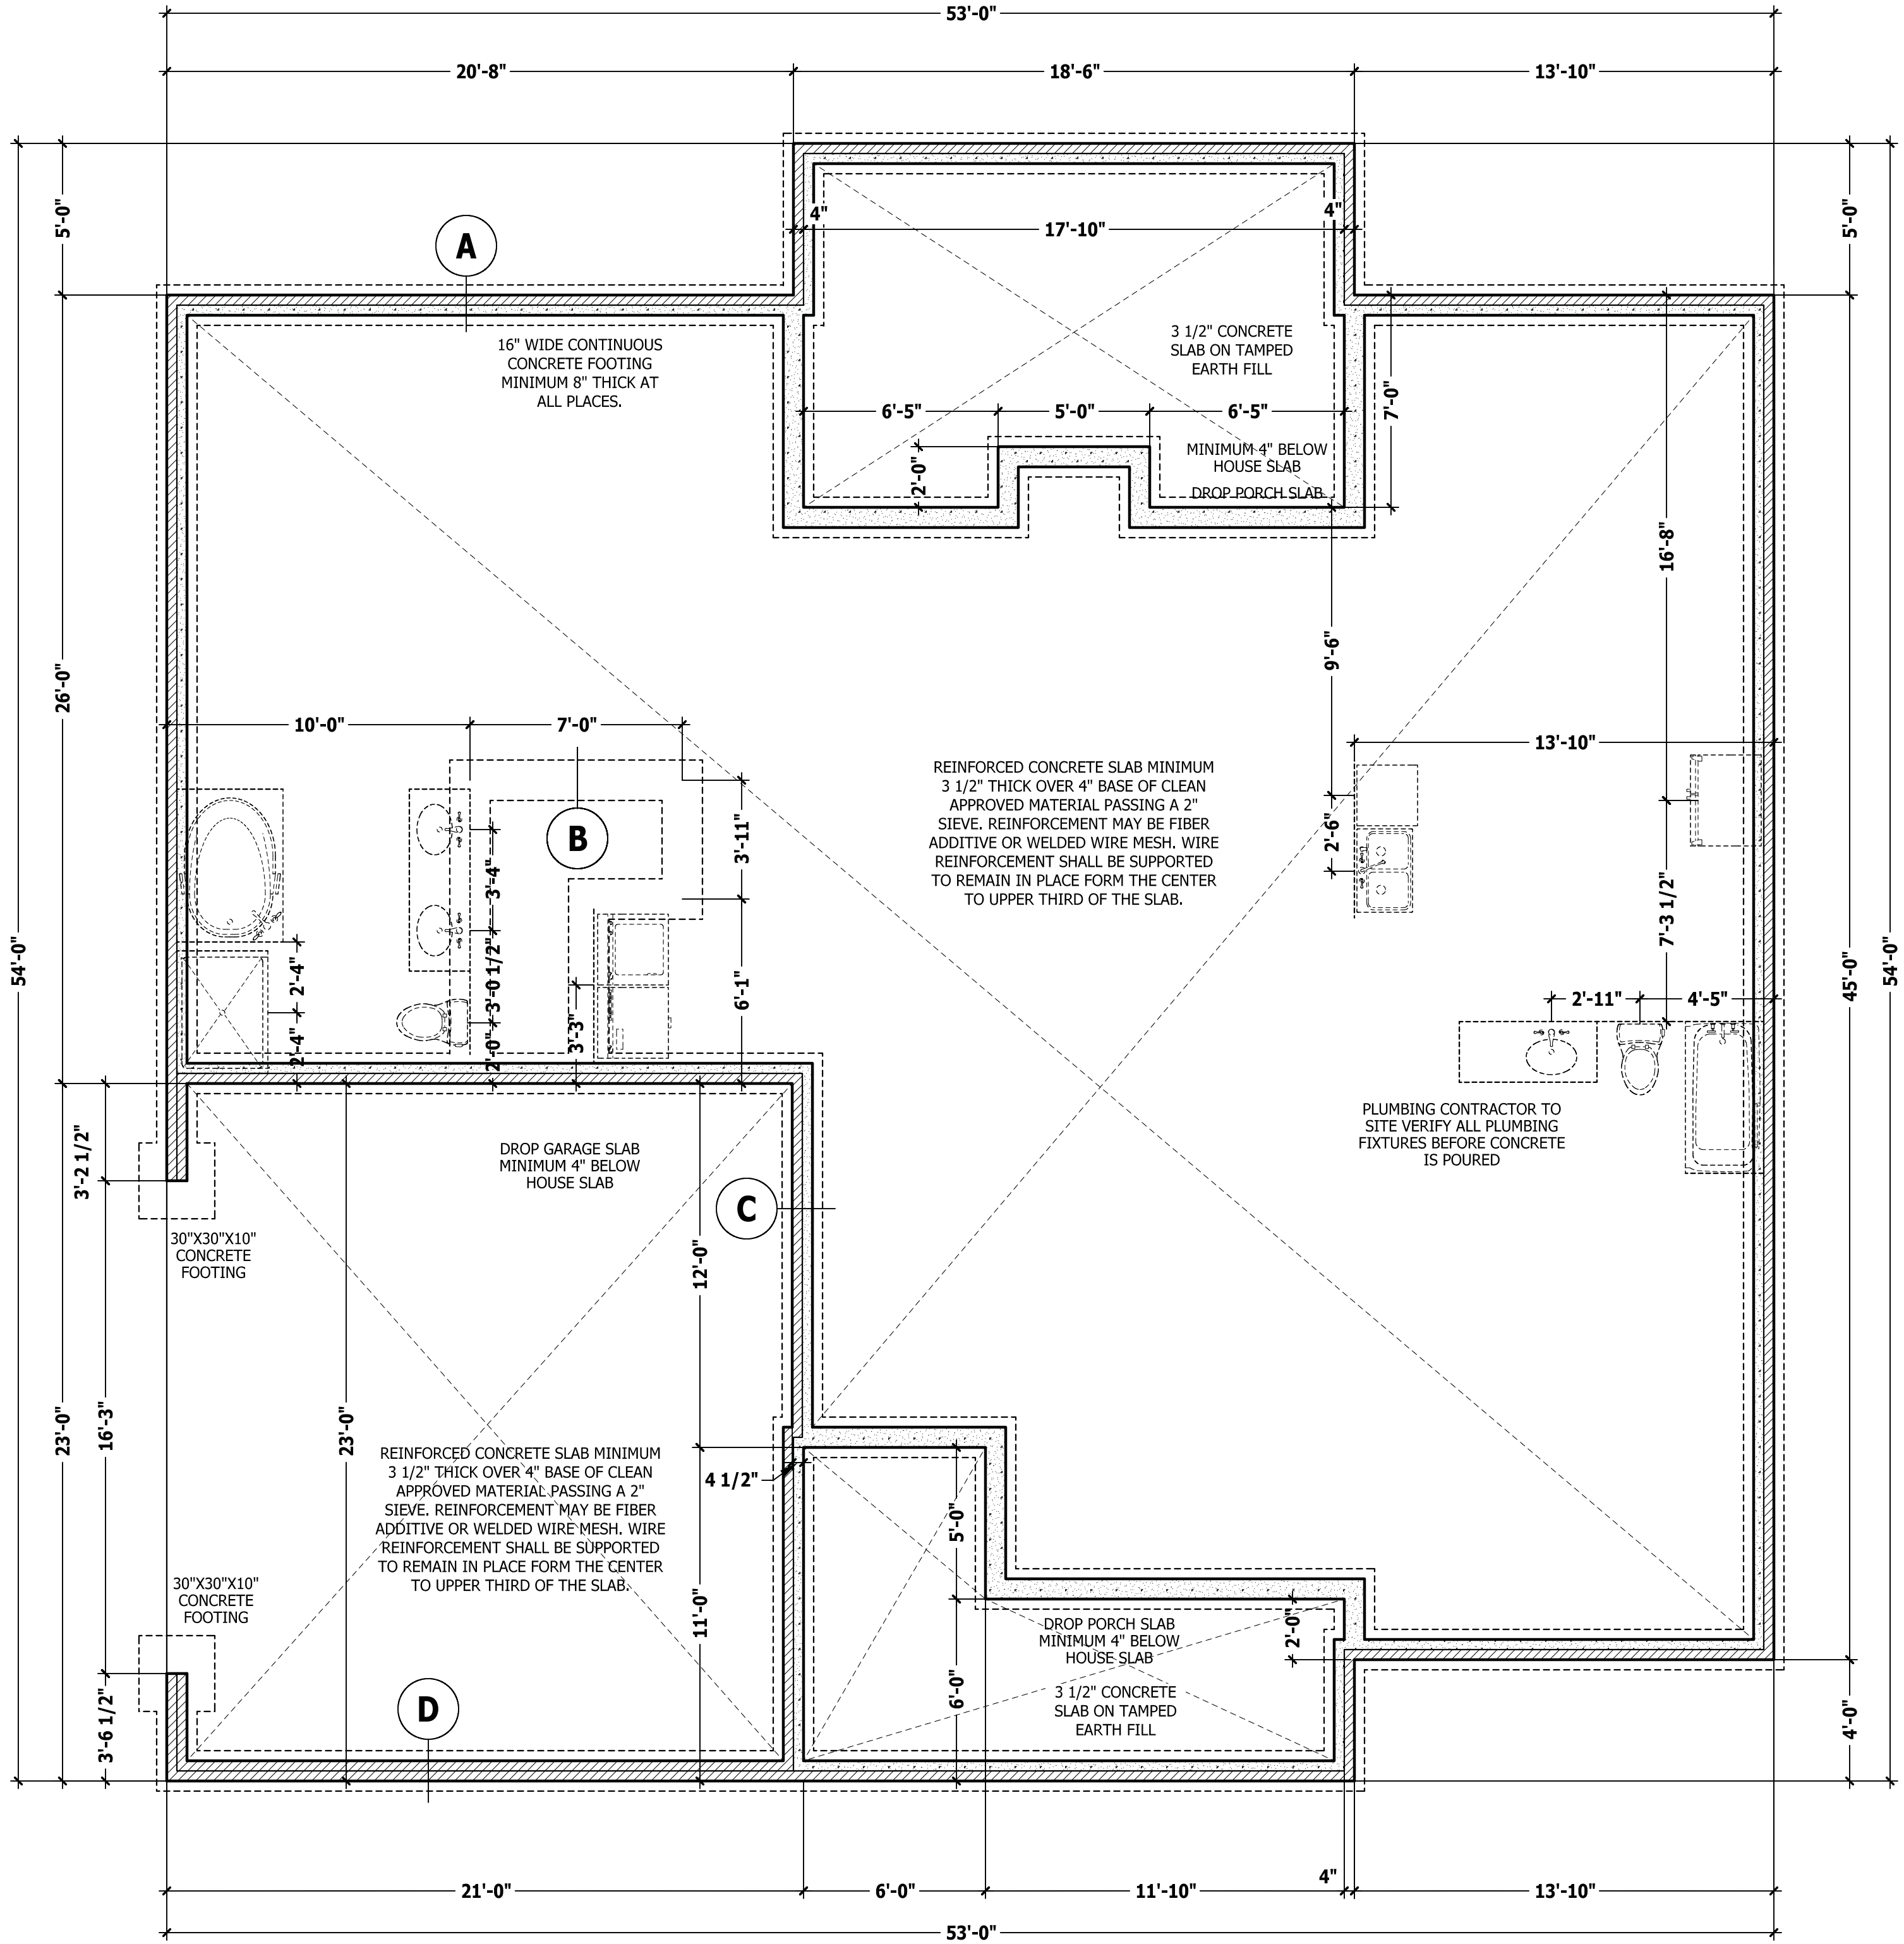 53'-0"
20'-8"
18'-6"
13'-10"
5'-0"
4"
4"
5'-0"
17'-10"
A
16" WIDE CONTINUOUS
CONCRETE FOOTING
MINIMUM 8" THICK AT
ALL PLACES.
3 1/2" CONCRETE
SLAB ON TAMPED
EARTH FILL
6'-5"
5'-0"
6'-5"
7'-0"
2'-0"
MINIMUM 4" BELOW
HOUSE SLAB
DROP PORCH SLAB
16'-8"
9'-6"
26'-0"
10'-0"
7'-0"
13'-10"
B
3'-11"
2'-6"
3'-4"
REINFORCED CONCRETE SLAB MINIMUM
3 1/2" THICK OVER 4" BASE OF CLEAN
APPROVED MATERIAL PASSING A 2"
SIEVE. REINFORCEMENT MAY BE FIBER
ADDITIVE OR WELDED WIRE MESH. WIRE
REINFORCEMENT SHALL BE SUPPORTED
TO REMAIN IN PLACE FORM THE CENTER
TO UPPER THIRD OF THE SLAB.
7'-3 1/2"
54'-0"
2'-4"
3'-0 1/2"
6'-1"
45'-0"
54'-0"
2'-11"
4'-5"
2'-4"
2'-0"
3'-3"
PLUMBING CONTRACTOR TO
SITE VERIFY ALL PLUMBING
FIXTURES BEFORE CONCRETE
IS POURED
3'-2 1/2"
DROP GARAGE SLAB
MINIMUM 4" BELOW
HOUSE SLAB
C
30"X30"X10"
CONCRETE
FOOTING
12'-0"
23'-0"
16'-3"
23'-0"
REINFORCED CONCRETE SLAB MINIMUM
3 1/2" THICK OVER 4" BASE OF CLEAN
APPROVED MATERIAL PASSING A 2"
SIEVE. REINFORCEMENT MAY BE FIBER
ADDITIVE OR WELDED WIRE MESH. WIRE
REINFORCEMENT SHALL BE SUPPORTED
TO REMAIN IN PLACE FORM THE CENTER
TO UPPER THIRD OF THE SLAB.
4 1/2"
5'-0"
30"X30"X10"
CONCRETE
FOOTING
11'-0"
DROP PORCH SLAB
MINIMUM 4" BELOW
HOUSE SLAB
2'-0"
3 1/2" CONCRETE
SLAB ON TAMPED
EARTH FILL
6'-0"
D
3'-6 1/2"
4'-0"
4"
21'-0"
6'-0"
11'-10"
13'-10"
53'-0"